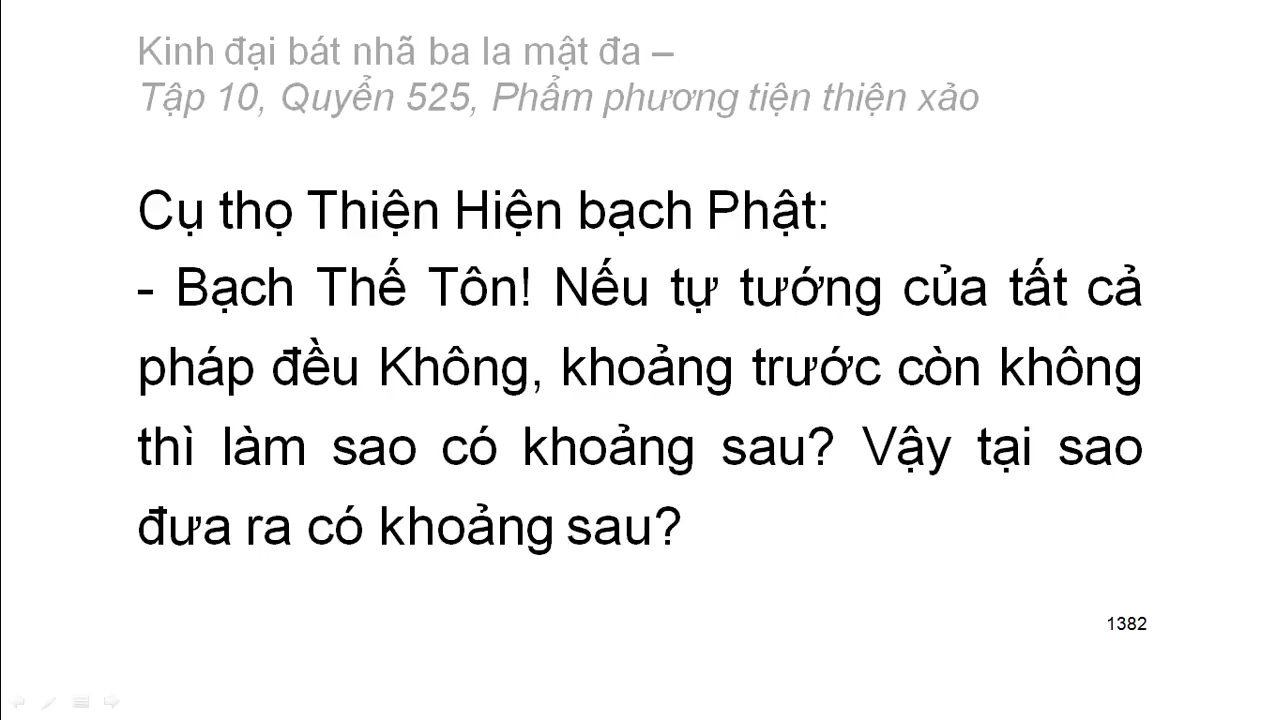 Kinh đại bát nhã ba la mật đa –
Tập 10, Quyển 525, Phẩm phương tiện thiện xảo
Cụ thọ Thiện Hiện bạch Phật:
- Bạch Thế Tôn! Nếu tự tướng của tất cả
pháp đều Không, khoảng trước còn không
thì làm sao có khoảng sau? Vậy tại sao
đưa ra có khoảng sau?
1382